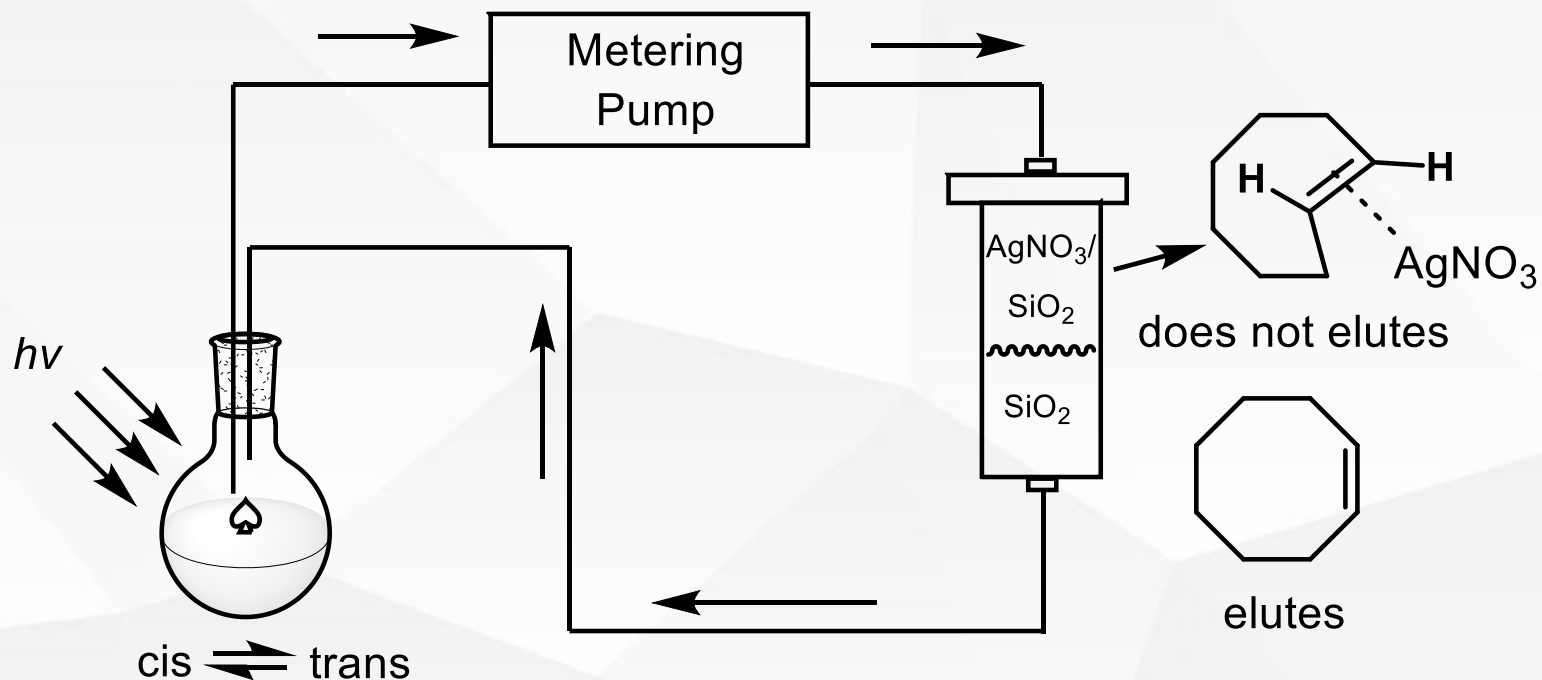 Metering
Pump
H
H
AgNO3/
SiO2
AgNO3
SiO2
does not elutes
hv
elutes
cis trans